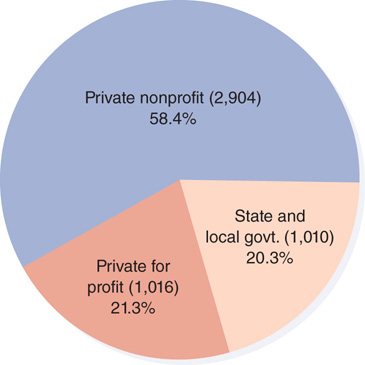 Private nonprofit (2,904)
58.4%
State and
local govt. (1,010)
20.3%
Private for
profit (1,016)
21.3%